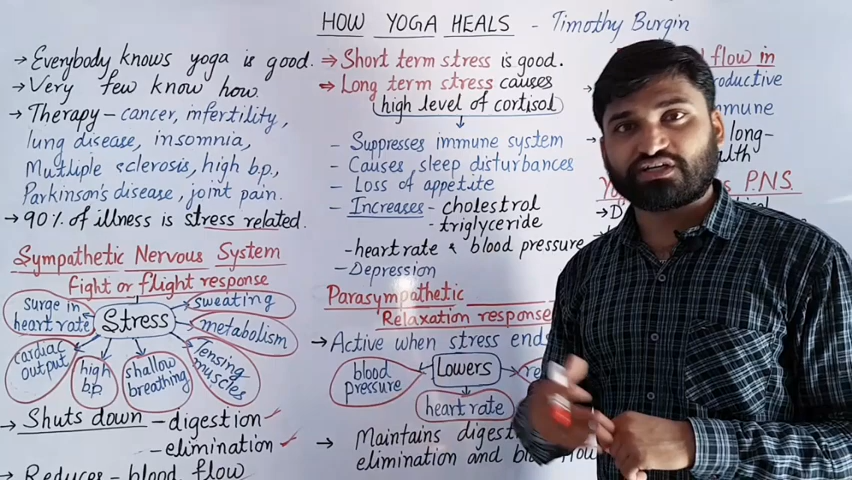 HOW YOGA HEALS - Timothy Burgin
→ Everybody knows yoga is good.
→ Very few know how.
→ Therapy - cancer, infertility,
lung disease, insomnia,
Multiple sclerosis, high b.p.,
Parkinson's disease, joint pain.
→ 90% of illness is stress related.
Sympathetic Nervous System
Fight or flight response
Stress
surge in
heart rate
cardiac
output
high
b.p
shallow
breathing
Tensing
muscles
metabolism
sweating
→ Shuts down - digestion
- elimination
→ Reduces - blood flow
→ Short term stress is good.
→ Long term stress causes
high level of cortisol
- Suppresses immune system
- Causes sleep disturbances
- Loss of appetite
- Increases - cholestrol
- triglyceride
- heart rate & blood pressure
- Depression
Parasympathetic
Relaxation response
→ Active when stress ends
Lowers
blood
pressure
heart rate
→ Maintains
elimination and
flow in
immune
long-
P.N.S.